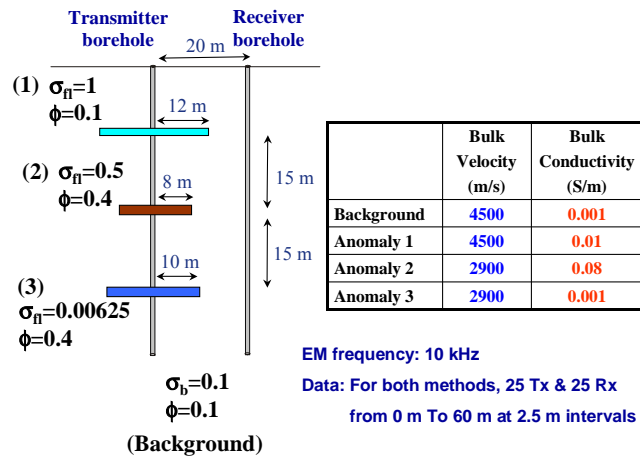 Transmitter
borehole
Receiver
borehole
20 m
(1) σfl=1
ϕ=0.1
12 m
(2) σfl=0.5
ϕ=0.4
8 m
15 m
15 m
10 m
(3)
σfl=0.00625
ϕ=0.4
σb=0.1
ϕ=0.1
(Background)
Bulk Velocity (m/s) Bulk Conductivity (S/m)
Background 4500 0.001
Anomaly 1 4500 0.01
Anomaly 2 2900 0.08
Anomaly 3 2900 0.001
EM frequency: 10 kHz
Data: For both methods, 25 Tx & 25 Rx
from 0 m To 60 m at 2.5 m intervals